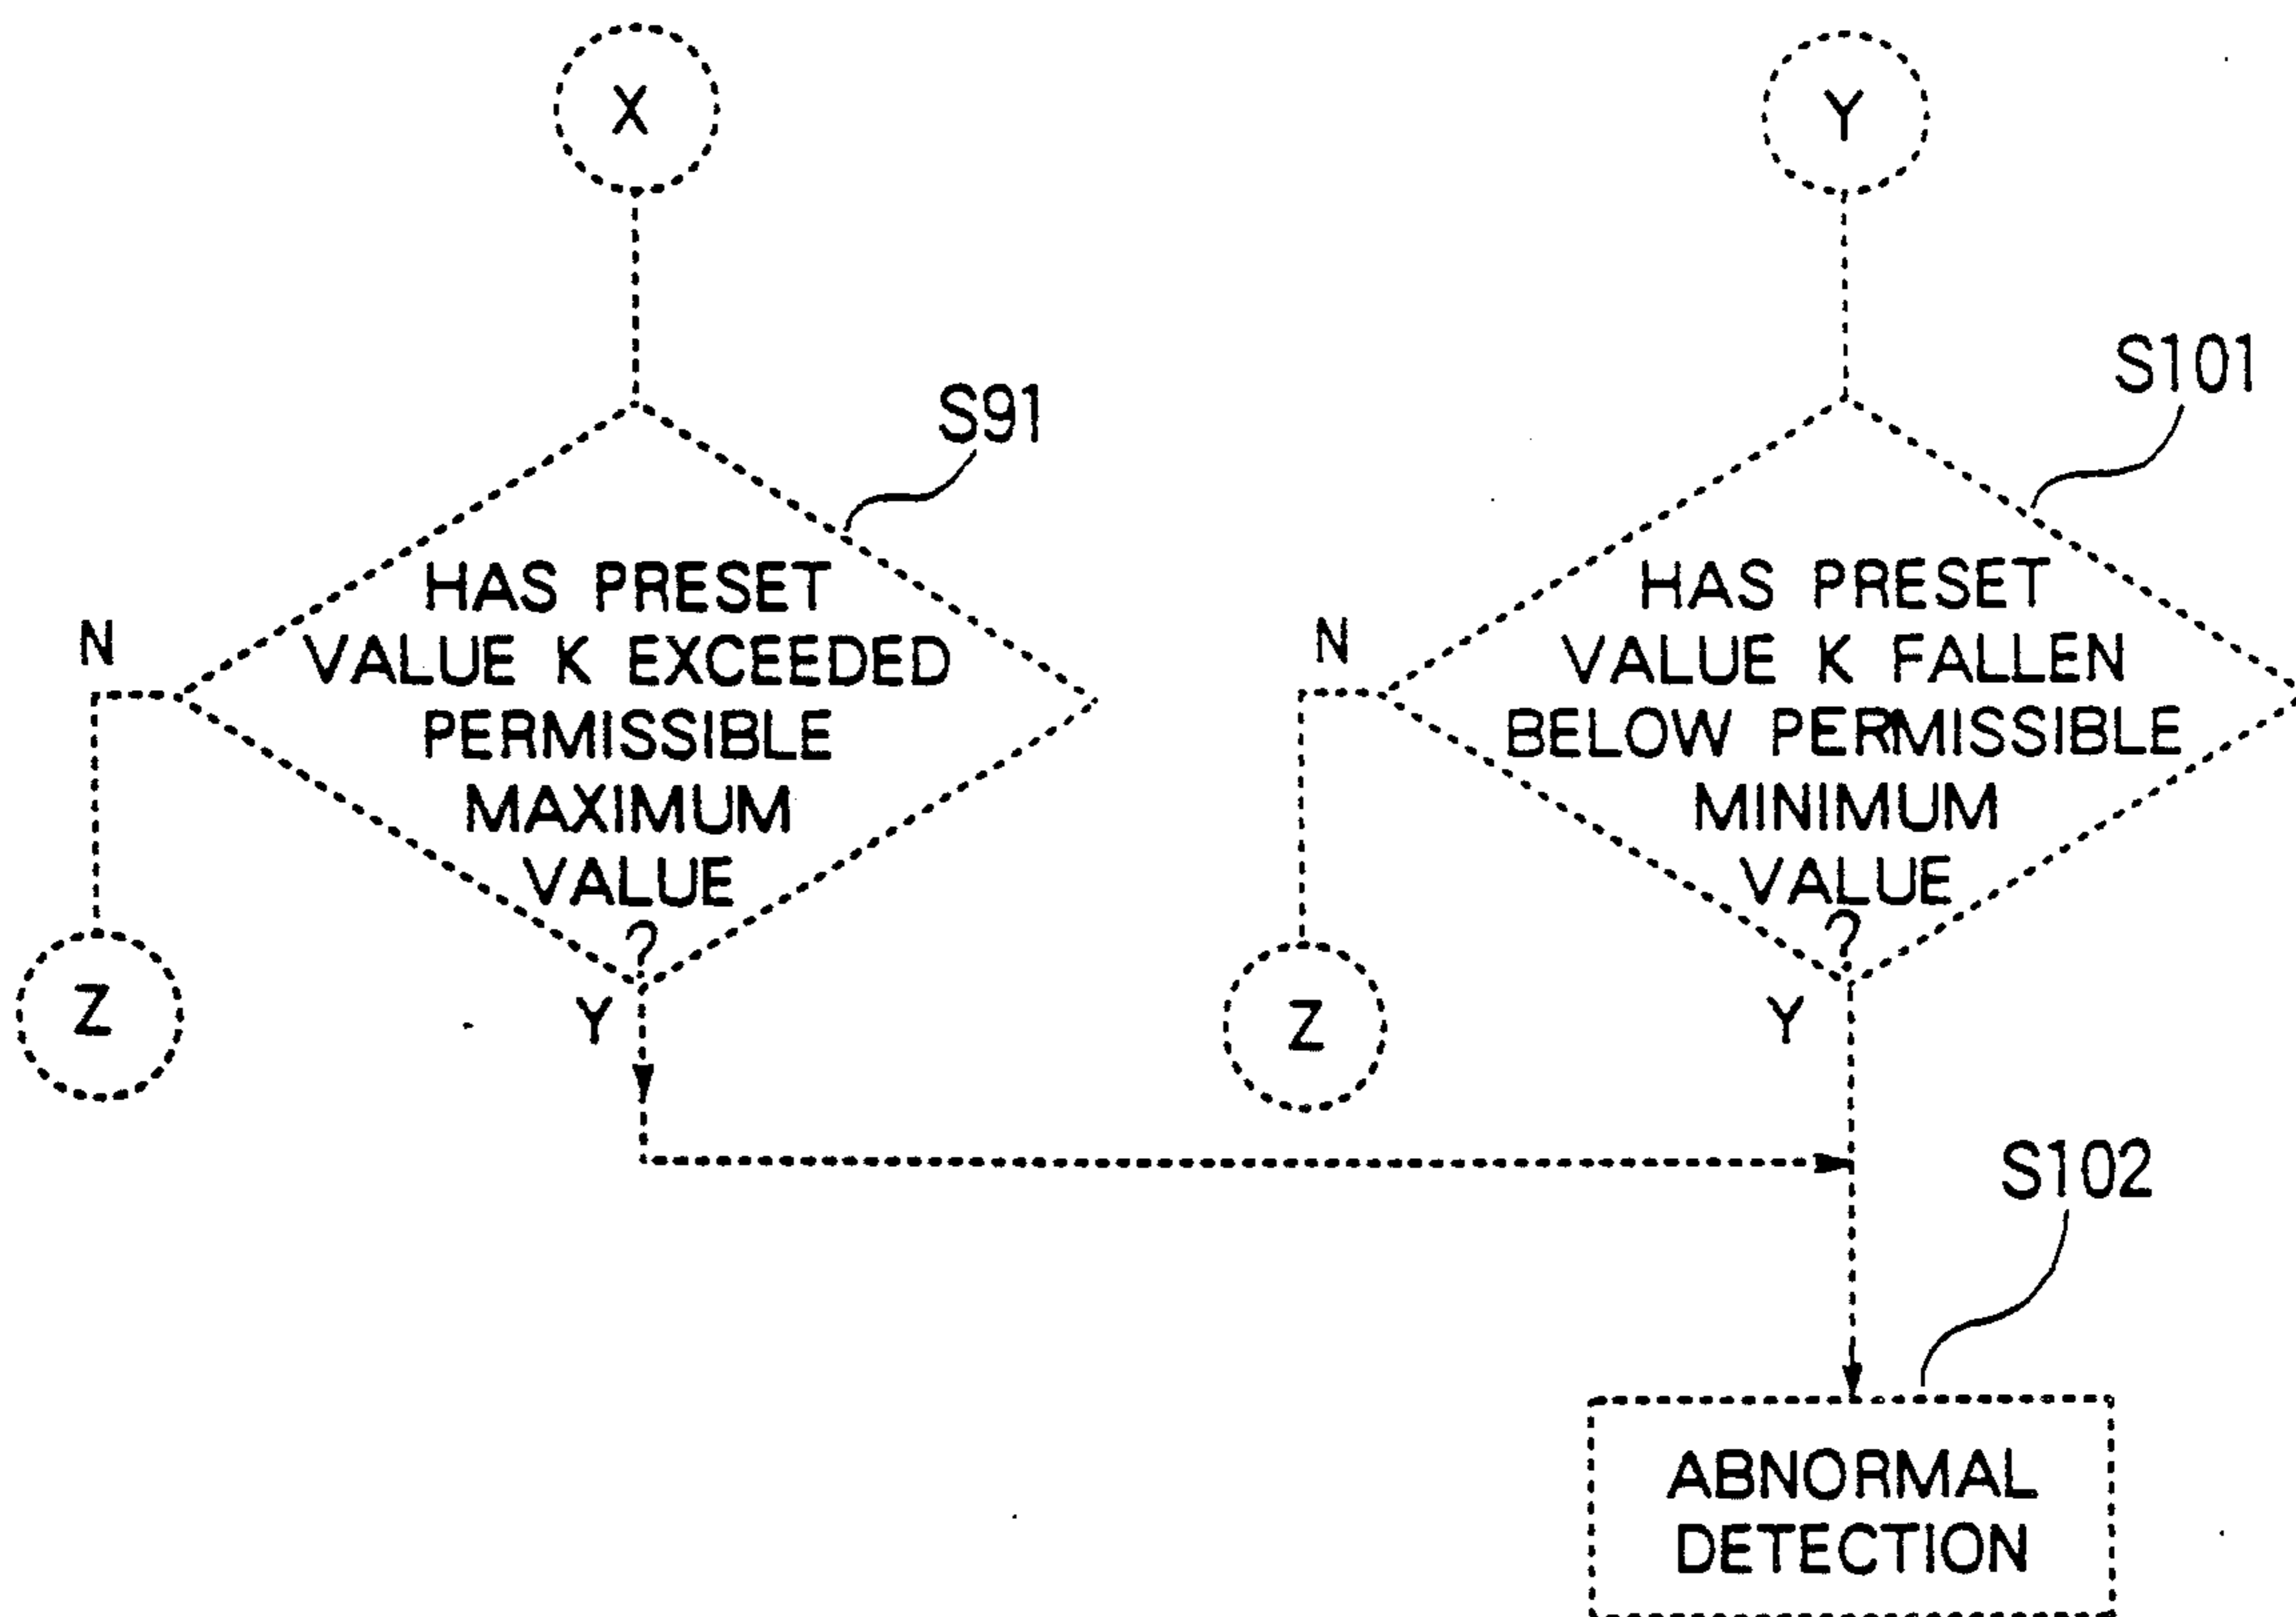 X
S91
HAS PRESET
VALUE K EXCEEDED
PERMISSIBLE
MAXIMUM
VALUE
?
N
Z
Y
Y
S101
HAS PRESET
VALUE K FALLEN
BELOW PERMISSIBLE
MINIMUM
VALUE
?
N
Z
Y
S102
ABNORMAL
DETECTION